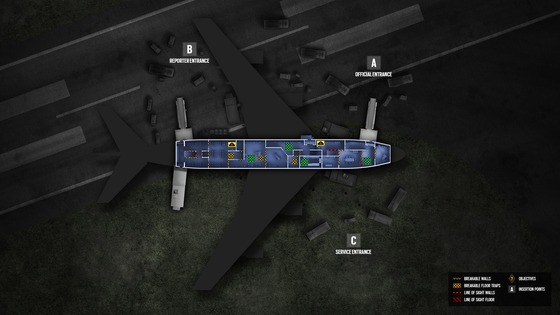 B
REPORTER ENTRANCE
A
OFFICIAL ENTRANCE
C
SERVICE ENTRANCE
BREAKABLE WALLS
BREAKABLE FLOOR TRAPS
LINE OF SIGHT WALLS
LINE OF SIGHT FLOOR
OBJECTIVES
A INSERTION POINTS